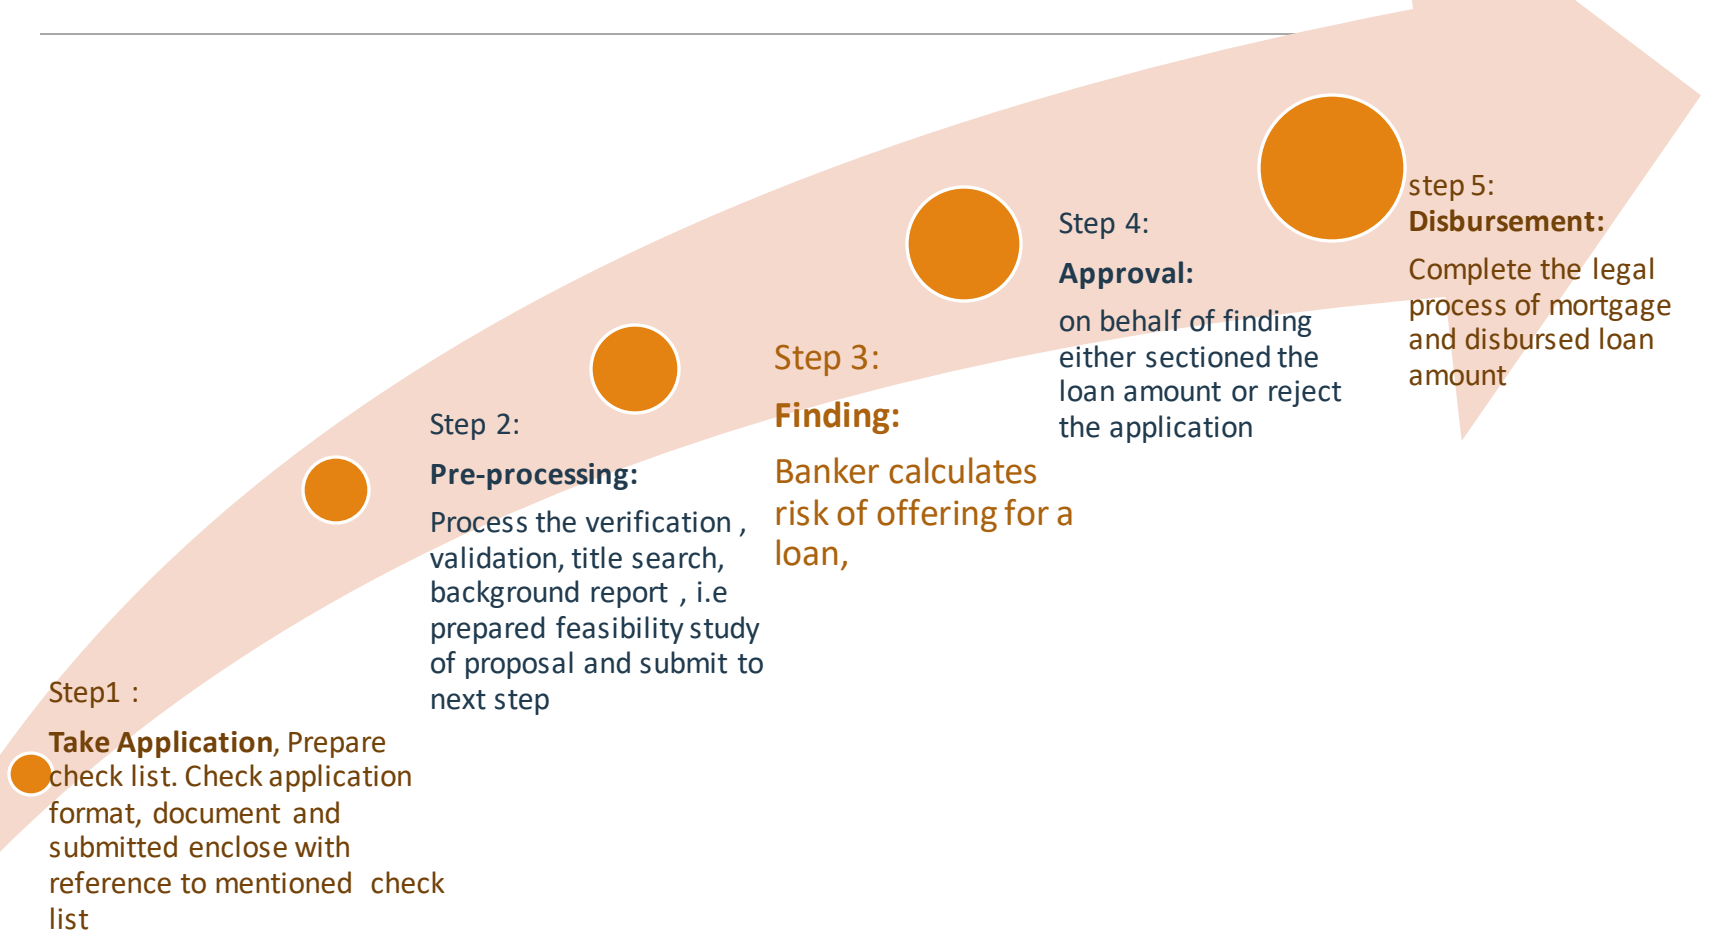 Step1 :
Take Application, Prepare
check list. Check application
format, document and
submitted enclose with
reference to mentioned check
list
Step 2:
Pre-processing:
Process the verification ,
validation, title search,
background report , i.e
prepared feasibility study
of proposal and submit to
next step
Step 3:
Finding:
Banker calculates
risk of offering for a
loan,
Step 4:
Approval:
on behalf of finding
either sectioned the
loan amount or reject
the application
step 5:
Disbursement:
Complete the legal
process of mortgage
and disbursed loan
amount